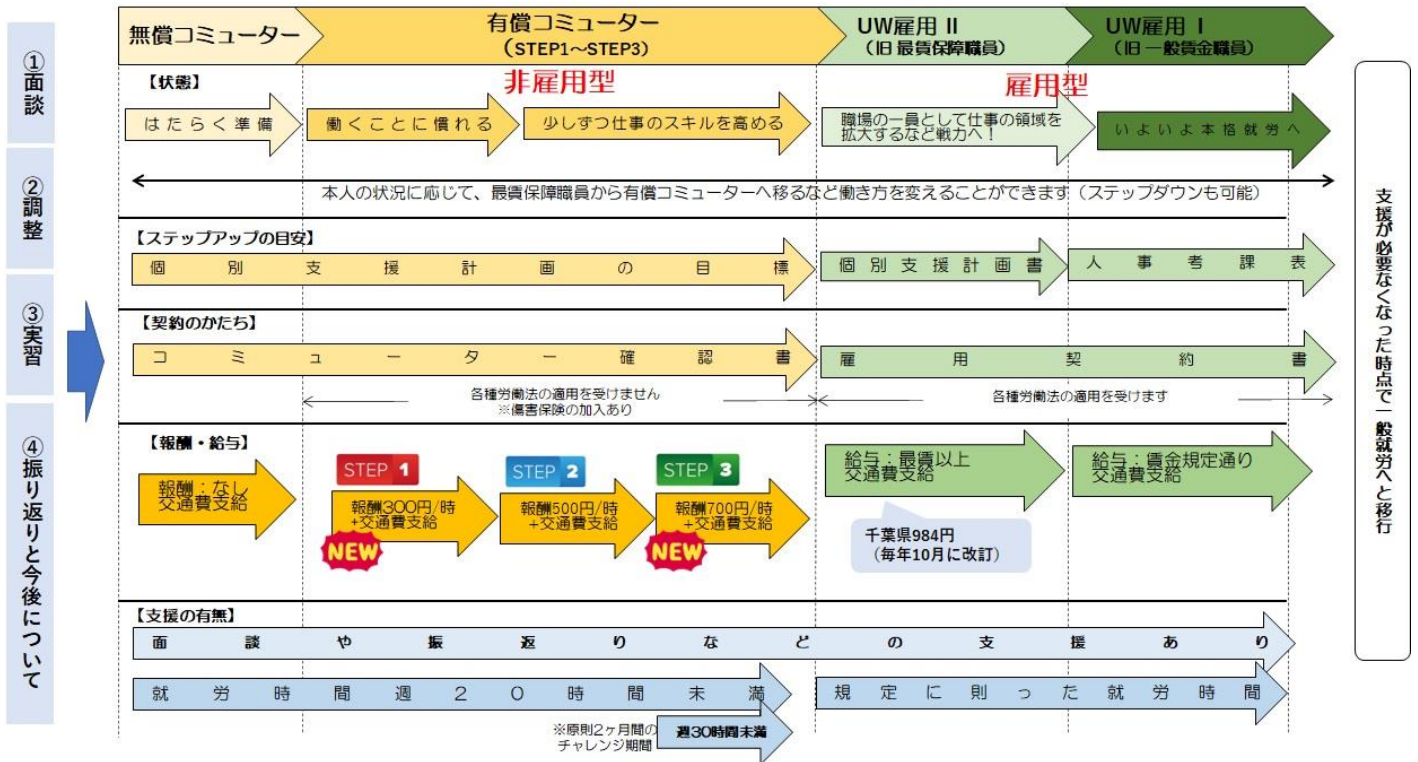 ①面談
②調整
③実習
④振り返りと今後について
無償コミューター
有償コミューター
(STEP1～STEP3)
UW雇用 Ⅱ
(旧 最賃保障職員)
UW雇用 Ⅰ
(旧 一般賃金職員)
【状態】
非雇用型
雇用型
はたらく準備
働くことに慣れる
少しずつ仕事のスキルを高める
職場の一員として仕事の領域を
拡大するなど戦力へ！
いよいよ本格就労へ
本人の状況に応じて、最賃保障職員から有償コミューターへ移るなど働き方を変えることができます（ステップダウンも可能）
【ステップアップの目安】
個別支援計画の目標
個別支援計画書
人事考課表
【契約のかたち】
コミューター確認書
雇用契約書
各種労働法の適用を受けません
※傷害保険の加入あり
各種労働法の適用を受けます
【報酬・給与】
報酬：なし
交通費支給
STEP 1
報酬300円/時
+交通費支給
NEW
STEP 2
報酬500円/時
+交通費支給
STEP 3
報酬700円/時
+交通費支給
NEW
給与：最賃以上
交通費支給
千葉県984円
（毎年10月に改訂）
給与：賃金規定通り
交通費支給
【支援の有無】
面談や振返りなどの支援あり
就労時間週２０時間未満
規定に則った就労時間
※原則2ヶ月間の
チャレンジ期間
週30時間未満
支援が必要なくなった時点で一般就労へと移行